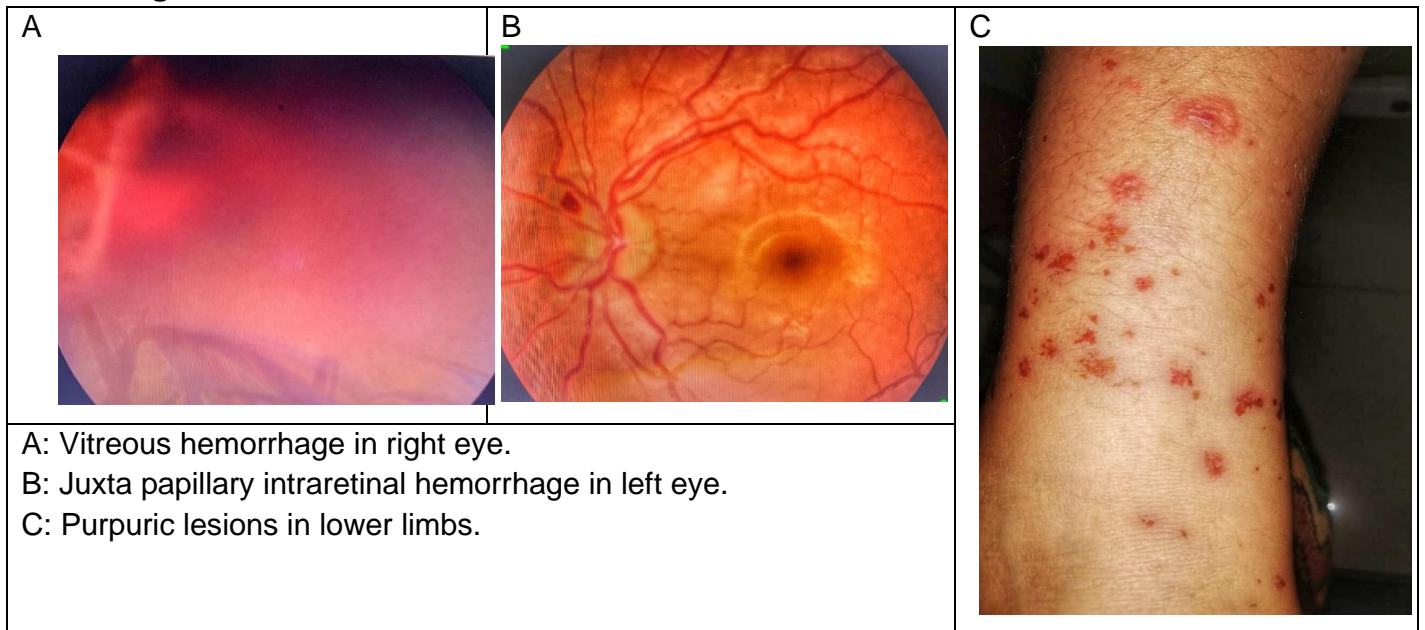 A
B
C
A: Vitreous hemorrhage in right eye.
B: Juxta papillary intraretinal hemorrhage in left eye.
C: Purpuric lesions in lower limbs.